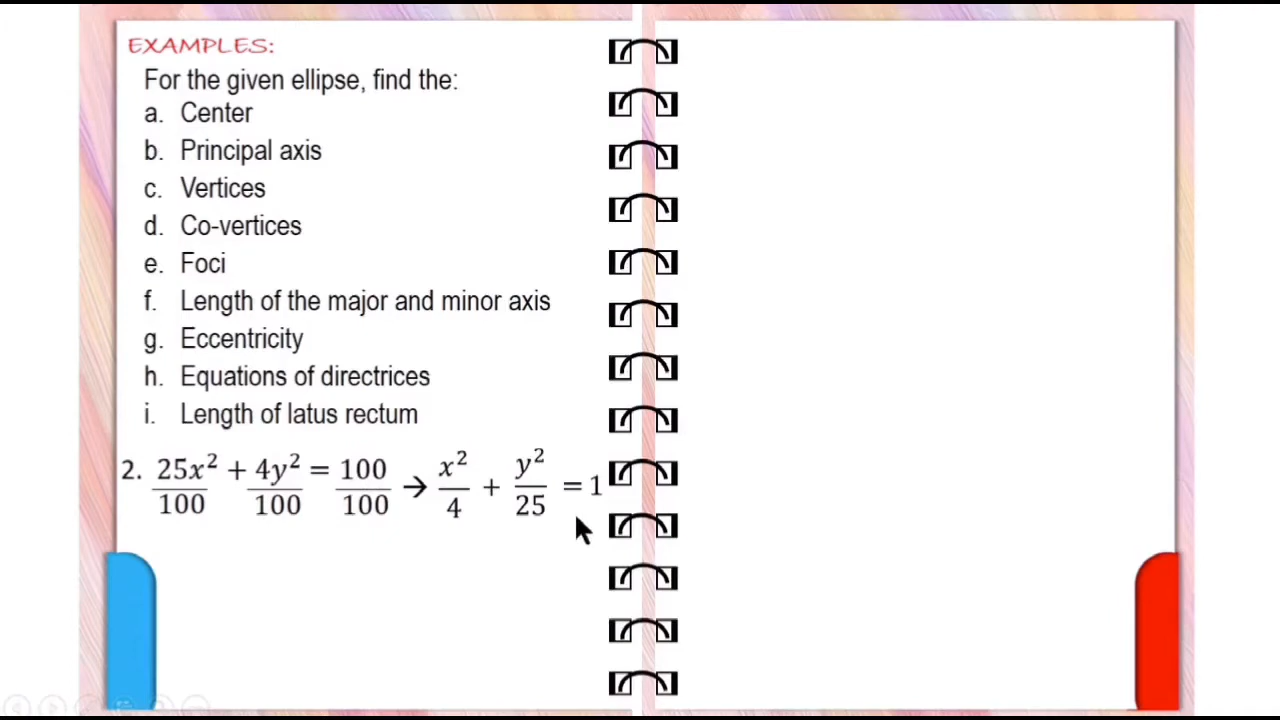 EXAMPLES:
For the given ellipse, find the:
a. Center
b. Principal axis
c. Vertices
d. Co-vertices
e. Foci
f. Length of the major and minor axis
g. Eccentricity
h. Equations of directrices
i. Length of latus rectum
2. 25x²/100 + 4y²/100 = 100/100 → x²/4 + y²/25 = 1